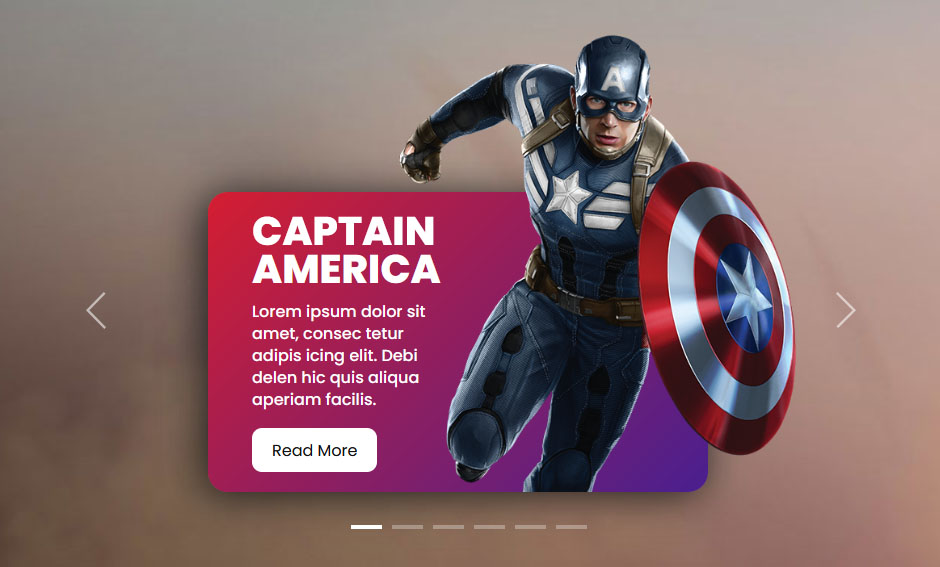 A
CAPTAIN
AMERICA
Lorem ipsum dolor sit
amet, consec tetur
adipis icing elit. Debi
delen hic quis aliqua
aperiam facilis.
Read More